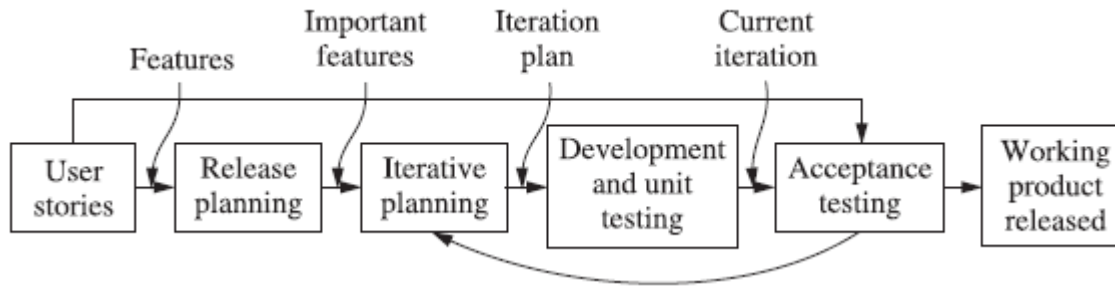 Features
Important
features
Iteration
plan
Current
iteration
User
stories
Release
planning
Iterative
planning
Development
and unit
testing
Acceptance
testing
Working
product
released